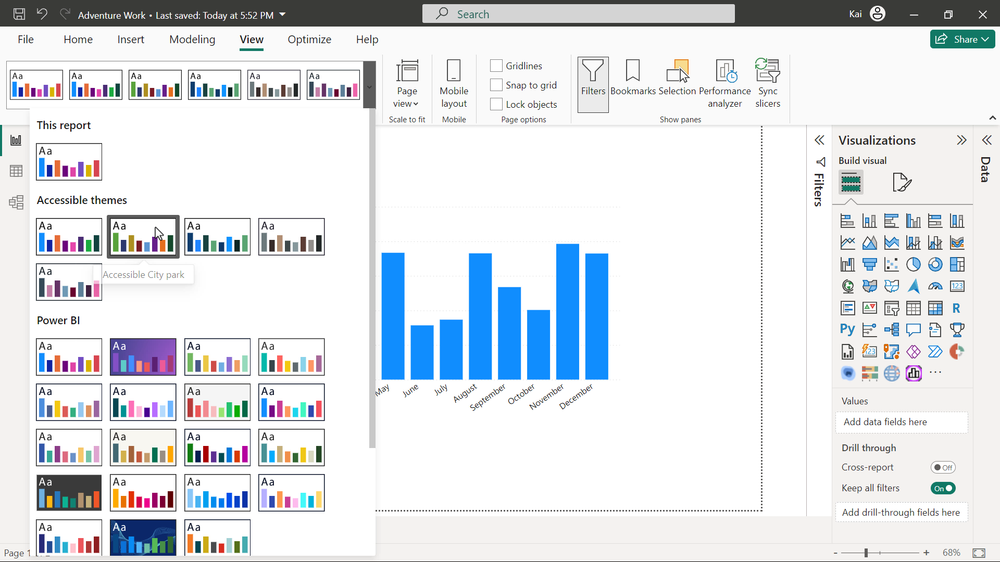 Adventure Work • Last saved: Today at 5:52 PM
Search
Kai
File Home Insert Modeling View Optimize Help
Share
Aa Aa Aa Aa Aa Aa
Page view
Scale to fit
Mobile layout
Mobile
Gridlines
Snap to grid
Lock objects
Page options
Filters
Bookmarks
Selection
Performance analyzer
Sync slicers
Show panes
This report
Aa
Accessible themes
Aa Aa Aa Aa
Aa
Accessible City park
Power BI
Aa Aa Aa Aa
Aa Aa Aa Aa
Aa Aa Aa Aa
Aa Aa Aa Aa
Aa Aa Aa
May June July August September October November December
Filters
Visualizations
Build visual
123
R
Py
123
...
Values
Add data fields here
Drill through
Cross-report
Off
Keep all filters
On
Add drill-through fields here
Data
Page 1
- + 68%